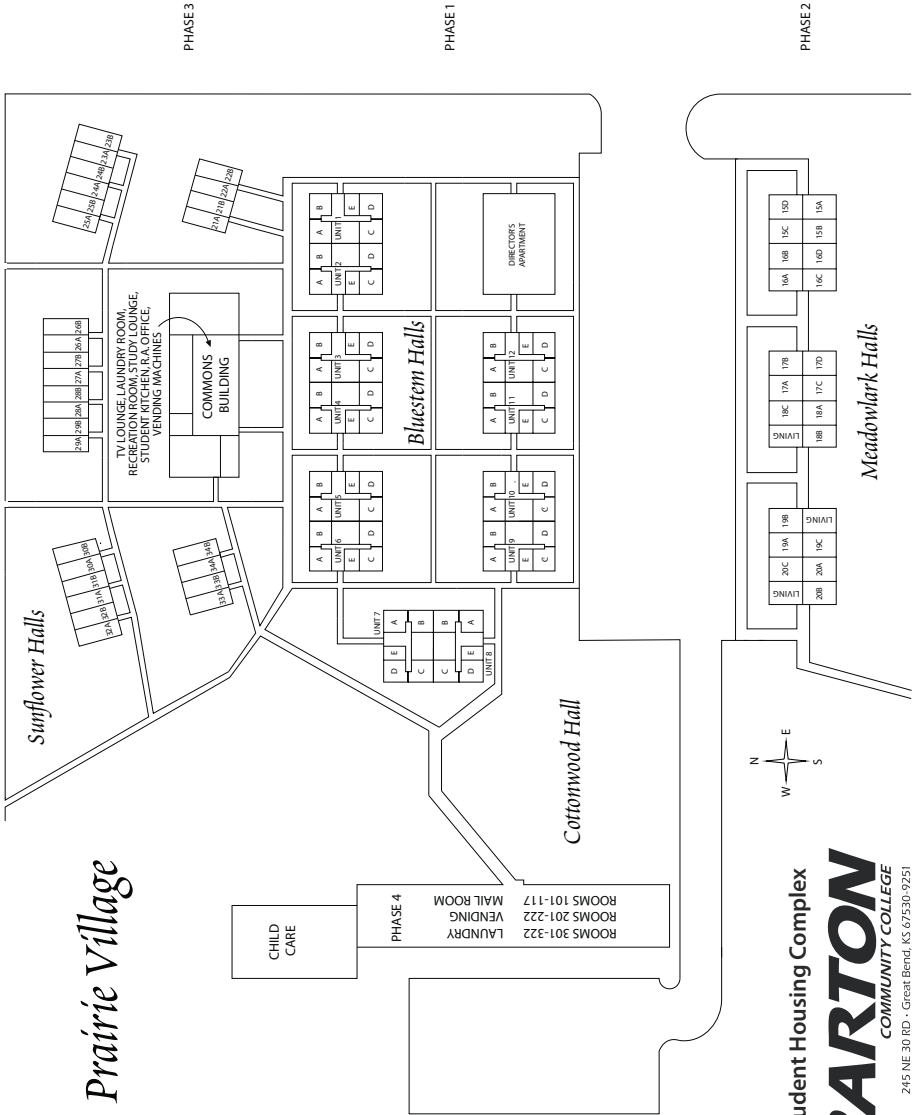 Prairie Village
PHASE 3
PHASE 1
PHASE 2
25A 25B 24A 24B 23A 23B
21A 21B 22A 22B
29A 29B 28A 28B 27A 27B 26A 26B
TV LOUNGE, LAUNDRY ROOM,
RECREATION ROOM, STUDY LOUNGE,
STUDENT KITCHEN, R.A. OFFICE,
VENDING MACHINES
COMMONS
BUILDING
Sunflower Halls
32A 32B 31A 31B 30A 30B
33A 33B 34A 34B
A B A B
UNIT 2 UNIT 1 E
E C D C D
A B A B
UNIT 4 UNIT 3 E
E C D C D
A B A B
UNIT 6 UNIT 5 E
E C D C D
Bluestem Halls
DIRECTOR'S
APARTMENT
A B A B
UNIT 11 UNIT 12 E
E C D C D
A B A B
UNIT 9 UNIT 10 E
E C D C D
UNIT 7
D E A
C B
C B
D E A
UNIT 8
Cottonwood Hall
CHILD
CARE
PHASE 4
LAUNDRY
VENDING
MAIL ROOM
ROOMS 301-322
ROOMS 201-222
ROOMS 101-117
16A 16B 15C 15D
16C 16D 15B 15A
LIVING 18C 17A 17B
18B 18A 17C 17D
LIVING 20C 19A 19B
20B 20A 19C LIVING
Meadowlark Halls
N
W E
S
udent Housing Complex
ARTON
COMMUNITY COLLEGE
245 NE 30 RD · Great Bend, KS 67530-9251